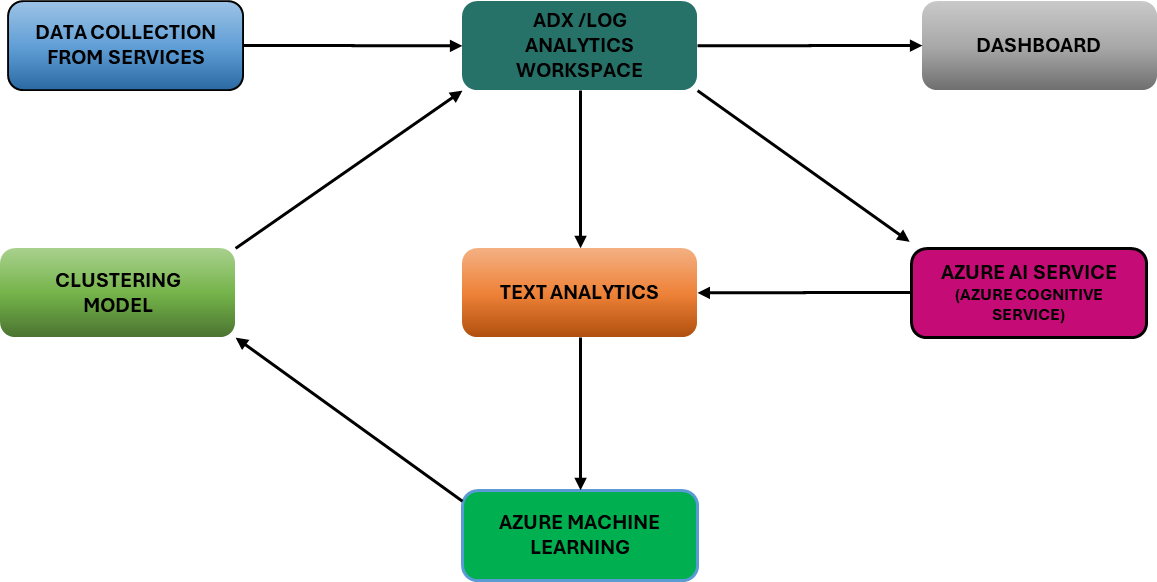 DATA COLLECTION
FROM SERVICES
ADX /LOG
ANALYTICS
WORKSPACE
DASHBOARD
CLUSTERING
MODEL
TEXT ANALYTICS
AZURE AI SERVICE
(AZURE COGNITIVE
SERVICE)
AZURE MACHINE
LEARNING